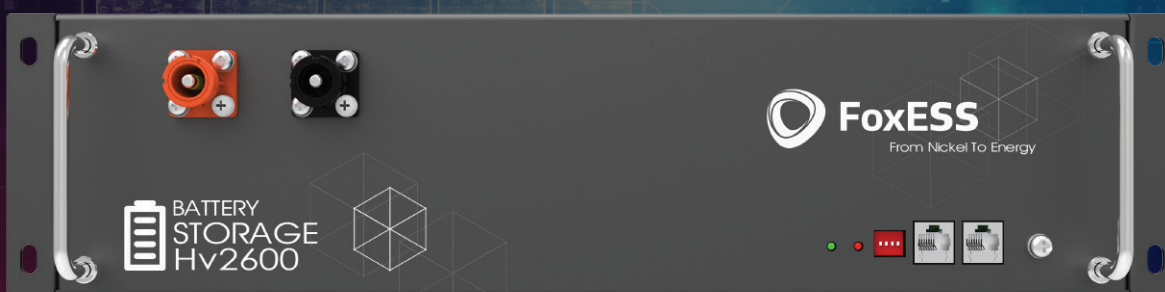 FoxESS
From Nickel To Energy
BATTERY
STORAGE
Hv2600